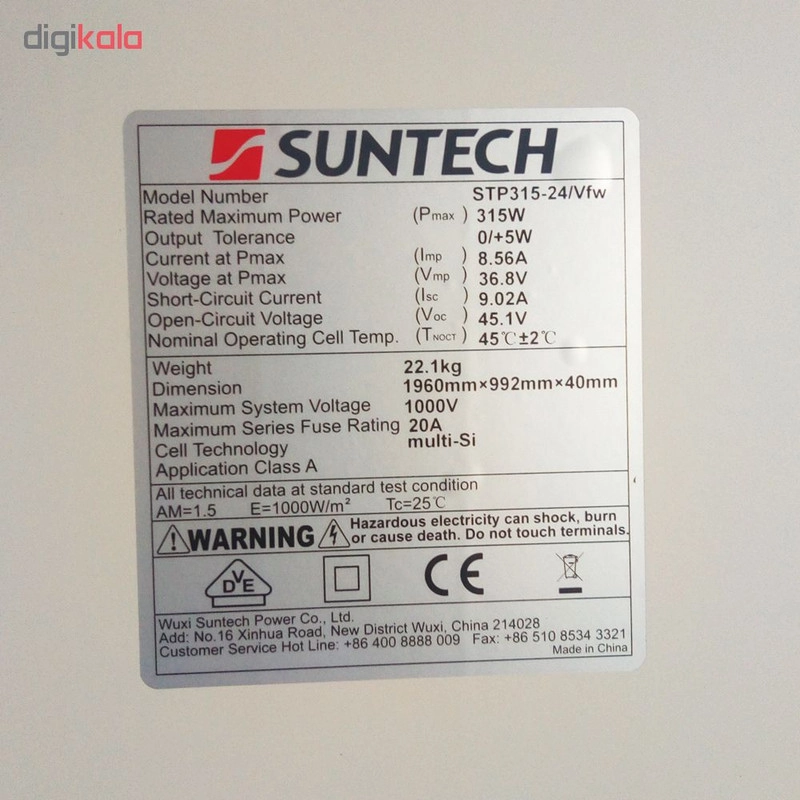 digikala
SUNTECH
Model Number STP315-24/Vfw
Rated Maximum Power (Pmax) 315W
Output Tolerance 0/+5W
Current at Pmax (Imp) 8.56A
Voltage at Pmax (Vmp) 36.8V
Short-Circuit Current (Isc) 9.02A
Open-Circuit Voltage (Voc) 45.1V
Nominal Operating Cell Temp. (TNOCT) 45℃±2℃
Weight 22.1kg
Dimension 1960mm×992mm×40mm
Maximum System Voltage 1000V
Maximum Series Fuse Rating 20A
Cell Technology multi-Si
Application Class A
All technical data at standard test condition
AM=1.5 E=1000W/m² Tc=25℃
WARNING Hazardous electricity can shock, burn
or cause death. Do not touch terminals.
DVE CE
Wuxi Suntech Power Co., Ltd.
Add: No.16 Xinhua Road, New District Wuxi, China 214028
Customer Service Hot Line: +86 400 8888 009 Fax: +86 510 8534 3321
Made in China